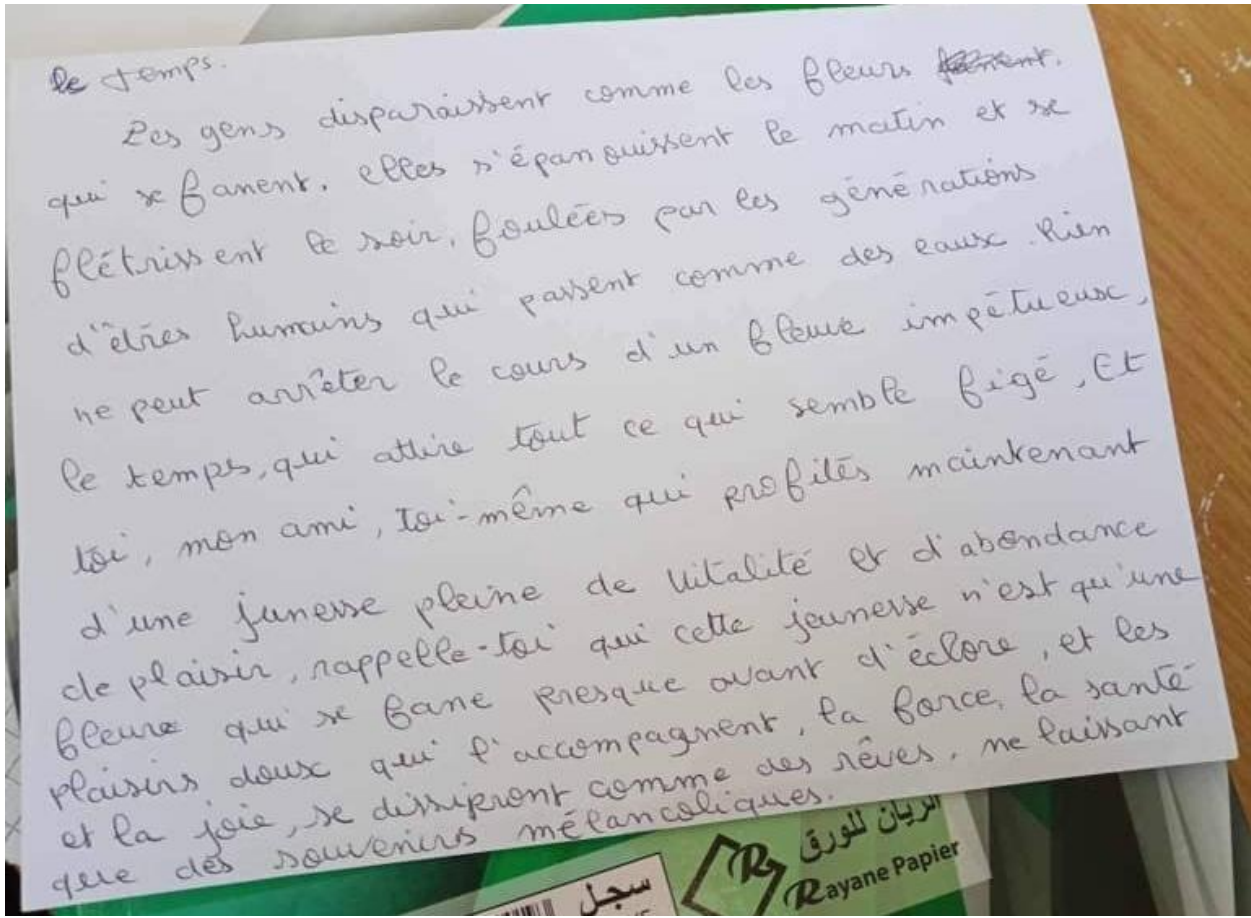 le temps.
Les gens disparaissent comme les fleurs
qui se fanent. elles s'épanouissent le matin et se
flétrissent le soir, foulées par les générations
d'êtres humains qui passent comme des eaux. Rien
ne peut arrêter le cours d'un fleuve impétueux,
le temps, qui attire tout ce qui semble figé, Et
toi, mon ami, toi-même qui profités maintenant
d'une junesse pleine de vitalité et d'abondance
de plaisir, rappelle-toi qui cette jeunesse n'est qu'une
fleure qui se fane presque avant d'éclore, et les
plaisirs doux qui l'accompagnent, la force, la santé
et la joie, se dissiperont comme des rêves, ne laissant
que des souvenirs mélancoliques.
الريان للورق
Rayane Papier
سجل